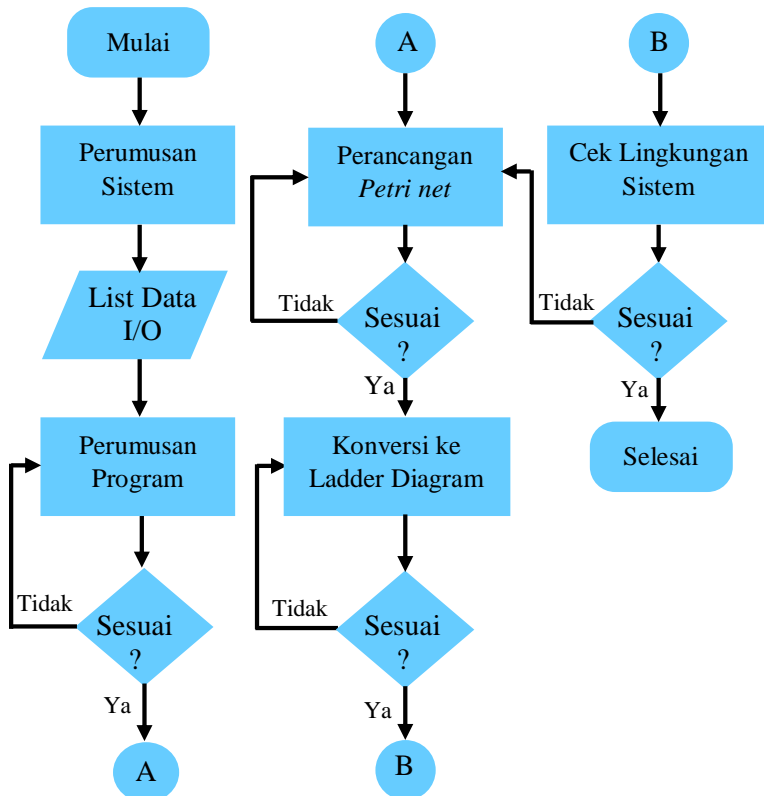 Mulai
Perumusan
Sistem
List Data
I/O
Perumusan
Program
Tidak
Sesuai
?
Ya
A
A
Perancangan
Petri net
Tidak
Sesuai
?
Ya
Konversi ke
Ladder Diagram
Tidak
Sesuai
?
Ya
B
B
Cek Lingkungan
Sistem
Tidak
Sesuai
?
Ya
Selesai